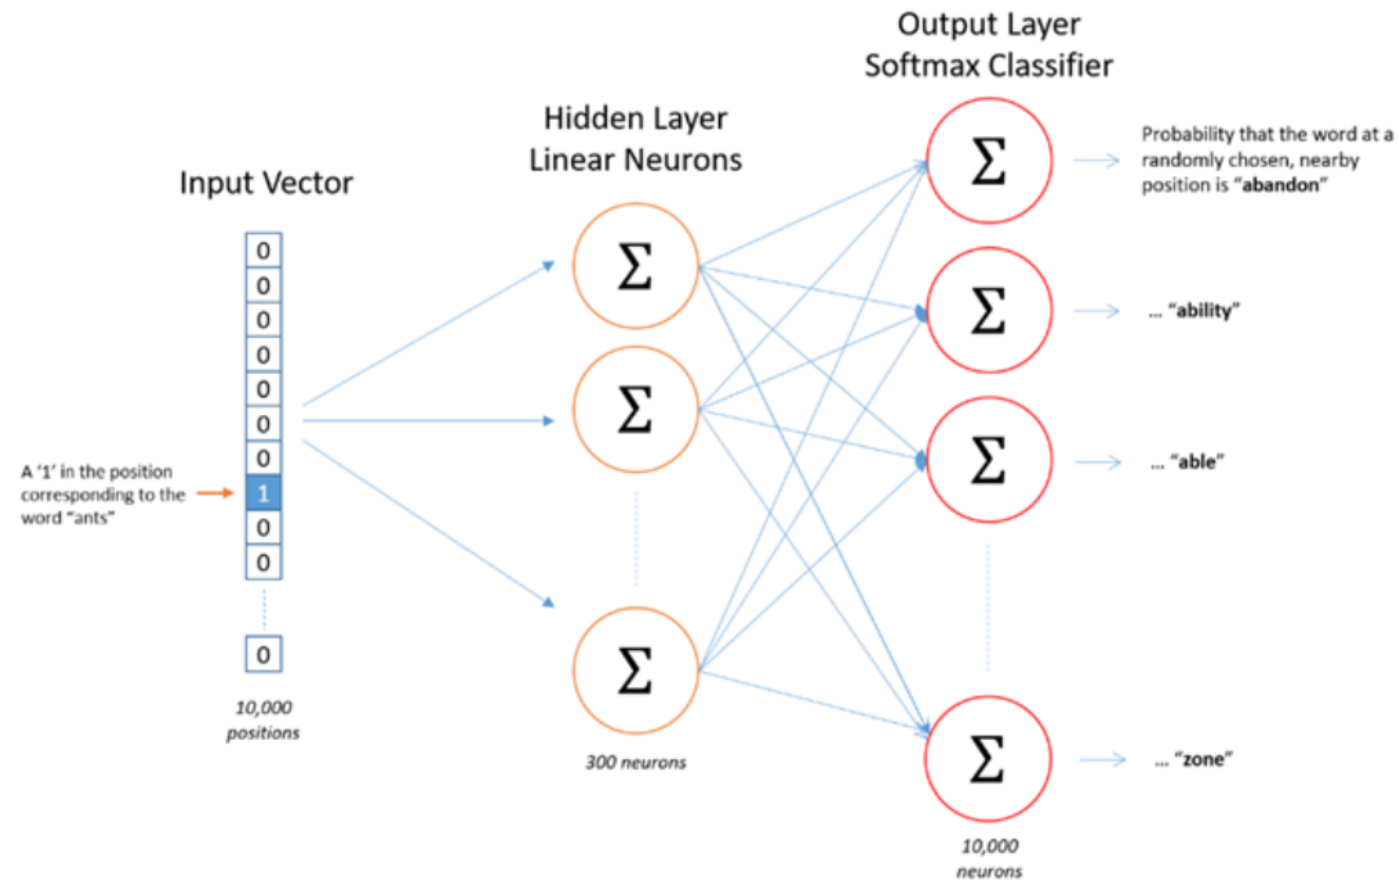 Output Layer
Softmax Classifier
Hidden Layer
Linear Neurons
Input Vector
0
0
0
0
0
0
0
1
0
0
0
A ‘1’ in the position
corresponding to the
word “ants”
10,000
positions
Σ
Σ
Σ
300 neurons
Σ
Σ
Σ
Σ
10,000
neurons
Probability that the word at a
randomly chosen, nearby
position is “abandon”
... “ability”
... “able”
... “zone”